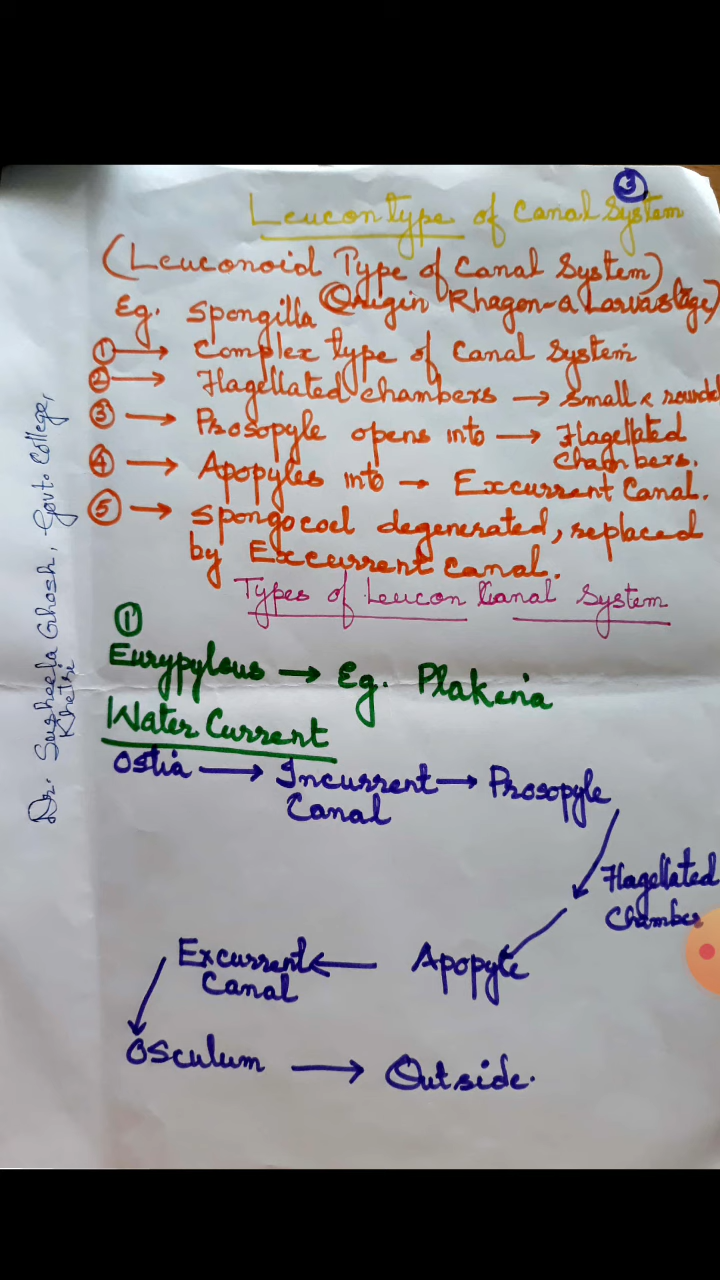 3
Leucon type of Canal System
(Leuconoid Type of Canal System)
Eg. Spongilla (Origin Rhagon-a Larvastage)
1 → Complex type of Canal System
2 → Flagellated chambers → Small & rounded
3 → Prosopyle opens into → Flagellated
chambers.
4 → Apopyles into → Excurrent Canal.
5 → Spongocoel degenerated, replaced
by Excurrent canal.
Types of Leucon Canal System
1
Eurypylous → Eg. Plakina
Water Current
Ostia → Incurrent → Prosopyle
Canal
Flagellated
Chamber
Excurrent ← Apopyle
Canal
Osculum → Outside.
Dr. Susheela Ghosh, Govt. College,
Khetri